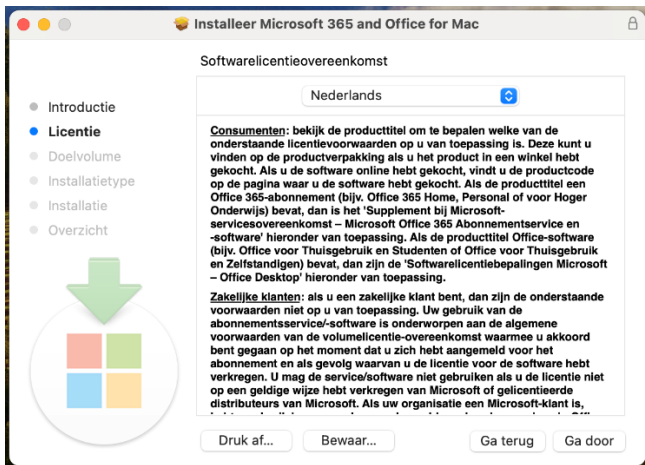 Installeer Microsoft 365 and Office for Mac
Softwarelicentieovereenkomst
Introductie
Licentie
Doelvolume
Installatietype
Installatie
Overzicht
Nederlands
Consumenten: bekijk de producttitel om te bepalen welke van de
onderstaande licentievoorwaarden op u van toepassing is. Deze kunt u
vinden op de productverpakking als u het product in een winkel hebt
gekocht. Als u de software online hebt gekocht, vindt u de productcode
op de pagina waar u de software hebt gekocht. Als de producttitel een
Office 365-abonnement (bijv. Office 365 Home, Personal of voor Hoger
Onderwijs) bevat, dan is het 'Supplement bij Microsoft-
servicesovereenkomst – Microsoft Office 365 Abonnementservice en
-software' hieronder van toepassing. Als de producttitel Office-software
(bijv. Office voor Thuisgebruik en Studenten of Office voor Thuisgebruik
en Zelfstandigen) bevat, dan zijn de 'Softwarelicentiebepalingen Microsoft
– Office Desktop' hieronder van toepassing.
Zakelijke klanten: als u een zakelijke klant bent, dan zijn de onderstaande
voorwaarden niet op u van toepassing. Uw gebruik van de
abonnementsservice/-software is onderworpen aan de algemene
voorwaarden van de volumelicentie-overeenkomst waarmee u akkoord
bent gegaan op het moment dat u zich hebt aangemeld voor het
abonnement en als gevolg waarvan u de licentie voor de software hebt
verkregen. U mag de service/software niet gebruiken als u de licentie niet
op een geldige wijze hebt verkregen van Microsoft of gelicentieerde
distributeurs van Microsoft. Als uw organisatie een Microsoft-klant is,
Druk af...
Bewaar...
Ga terug
Ga door